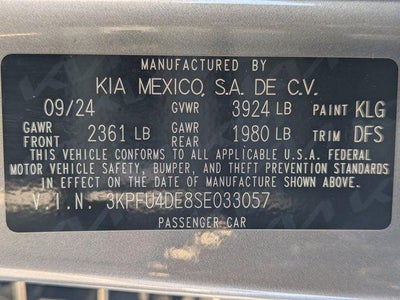 MANUFACTURED BY
KIA MEXICO, S.A. DE C.V.
09/24 GVWR 3924 LB PAINT KLG
GAWR FRONT 2361 LB GAWR REAR 1980 LB TRIM DFS
THIS VEHICLE CONFORMS TO ALL APPLICABLE U.S.A. FEDERAL
MOTOR VEHICLE SAFETY, BUMPER, AND THEFT PREVENTION STANDARDS
IN EFFECT ON THE DATE OF MANUFACTURE SHOWN ABOVE.
V.I.N. 3KPFU4DE8SE033057
PASSENGER CAR